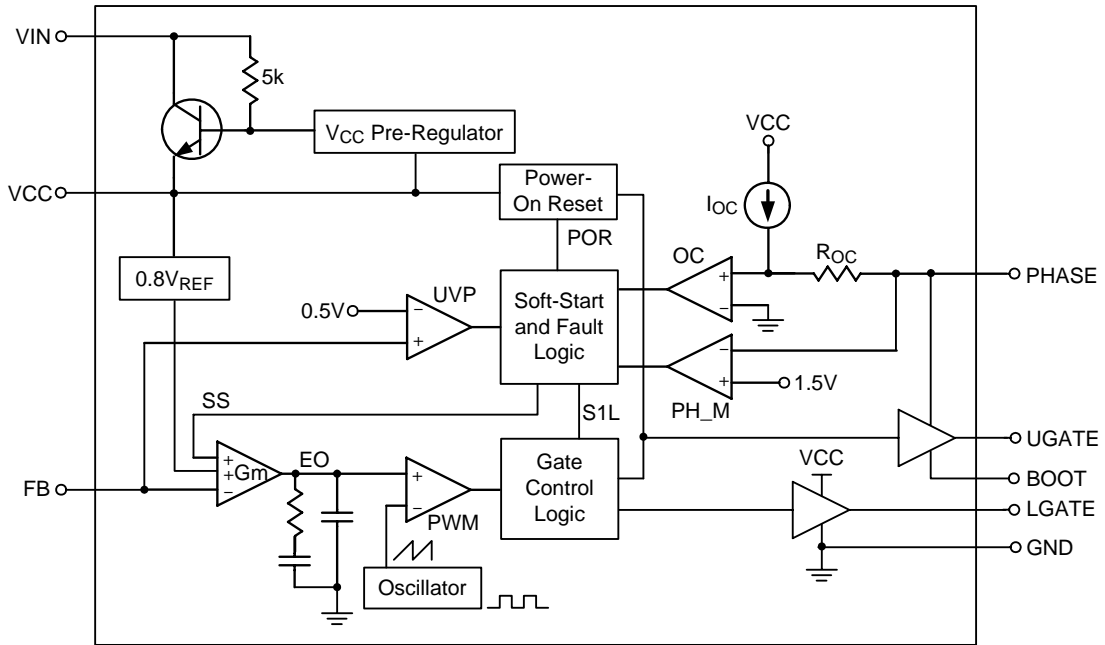 VIN
5k
VCC Pre-Regulator
VCC
VCC
Power-
On Reset
IOC
POR
OC
ROC
PHASE
0.8VREF
+
−
UVP
0.5V
−
+
Soft-Start
and Fault
Logic
−
+
1.5V
PH_M
SS
S1L
UGATE
+
+
−
Gm
EO
FB
+
−
PWM
Gate
Control
Logic
VCC
BOOT
LGATE
GND
Oscillator